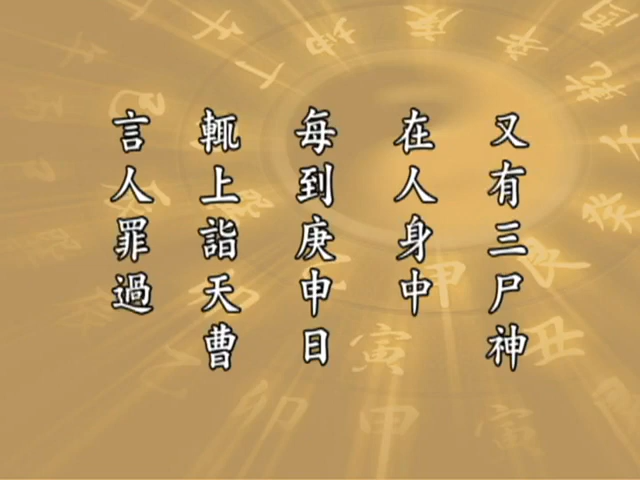 又有三尸神
在人身中
每到庚申日
輒上詣天曹
言人罪過